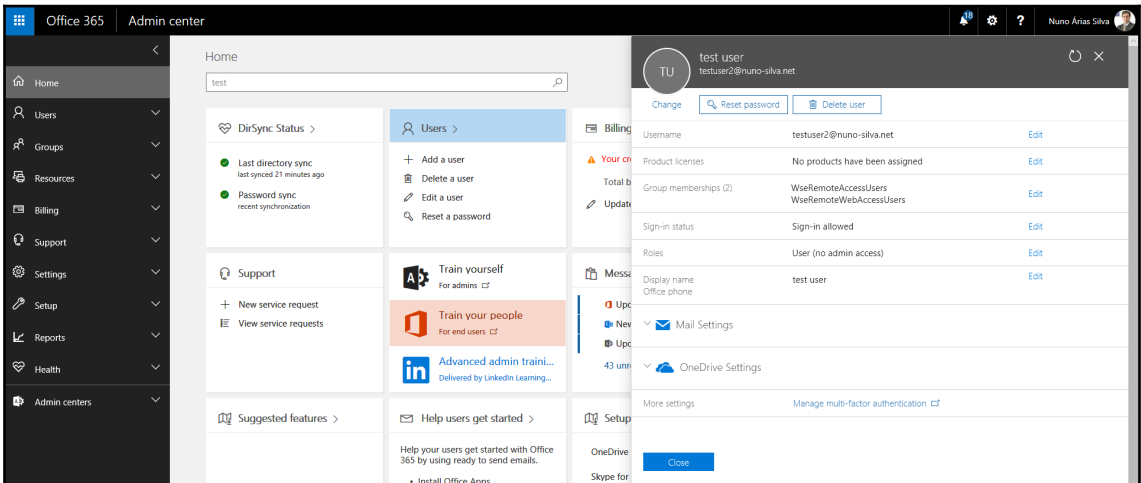 Office 365
Admin center
18
?
Nuno Árias Silva
Home
Users
Groups
Resources
Billing
Support
Settings
Setup
Reports
Health
Admin centers
Home
test
DirSync Status >
Last directory sync
last synced 21 minutes ago
Password sync
recent synchronization
Users >
Add a user
Delete a user
Edit a user
Reset a password
Billing
Your
Total b
Update
Support
New service request
View service requests
Train yourself
For admins
Train your people
For end users
Advanced admin traini...
Delivered by LinkedIn Learning...
Messa
Upd
New
Upd
43 unr
Suggested features >
Help users get started >
Help your users get started with Office
365 by using ready to send emails.
• Install Office Apps
Setup
OneDrive
Skype for
TU
test user
testuser2@nuno-silva.net
Change
Reset password
Delete user
Username
testuser2@nuno-silva.net
Edit
Product licenses
No products have been assigned
Edit
Group memberships (2)
WseRemoteAccessUsers
WseRemoteWebAccessUsers
Edit
Sign-in status
Sign-in allowed
Edit
Roles
User (no admin access)
Edit
Display name
Office phone
test user
Edit
Mail Settings
OneDrive Settings
More settings
Manage multi-factor authentication
Close